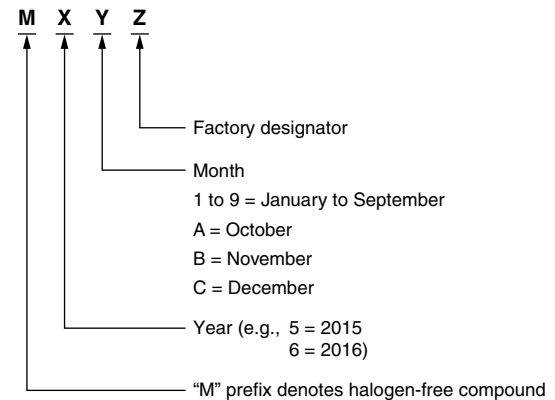 M X Y Z
Factory designator
Month
1 to 9 = January to September
A = October
B = November
C = December
Year (e.g., 5 = 2015
6 = 2016)
“M” prefix denotes halogen-free compound